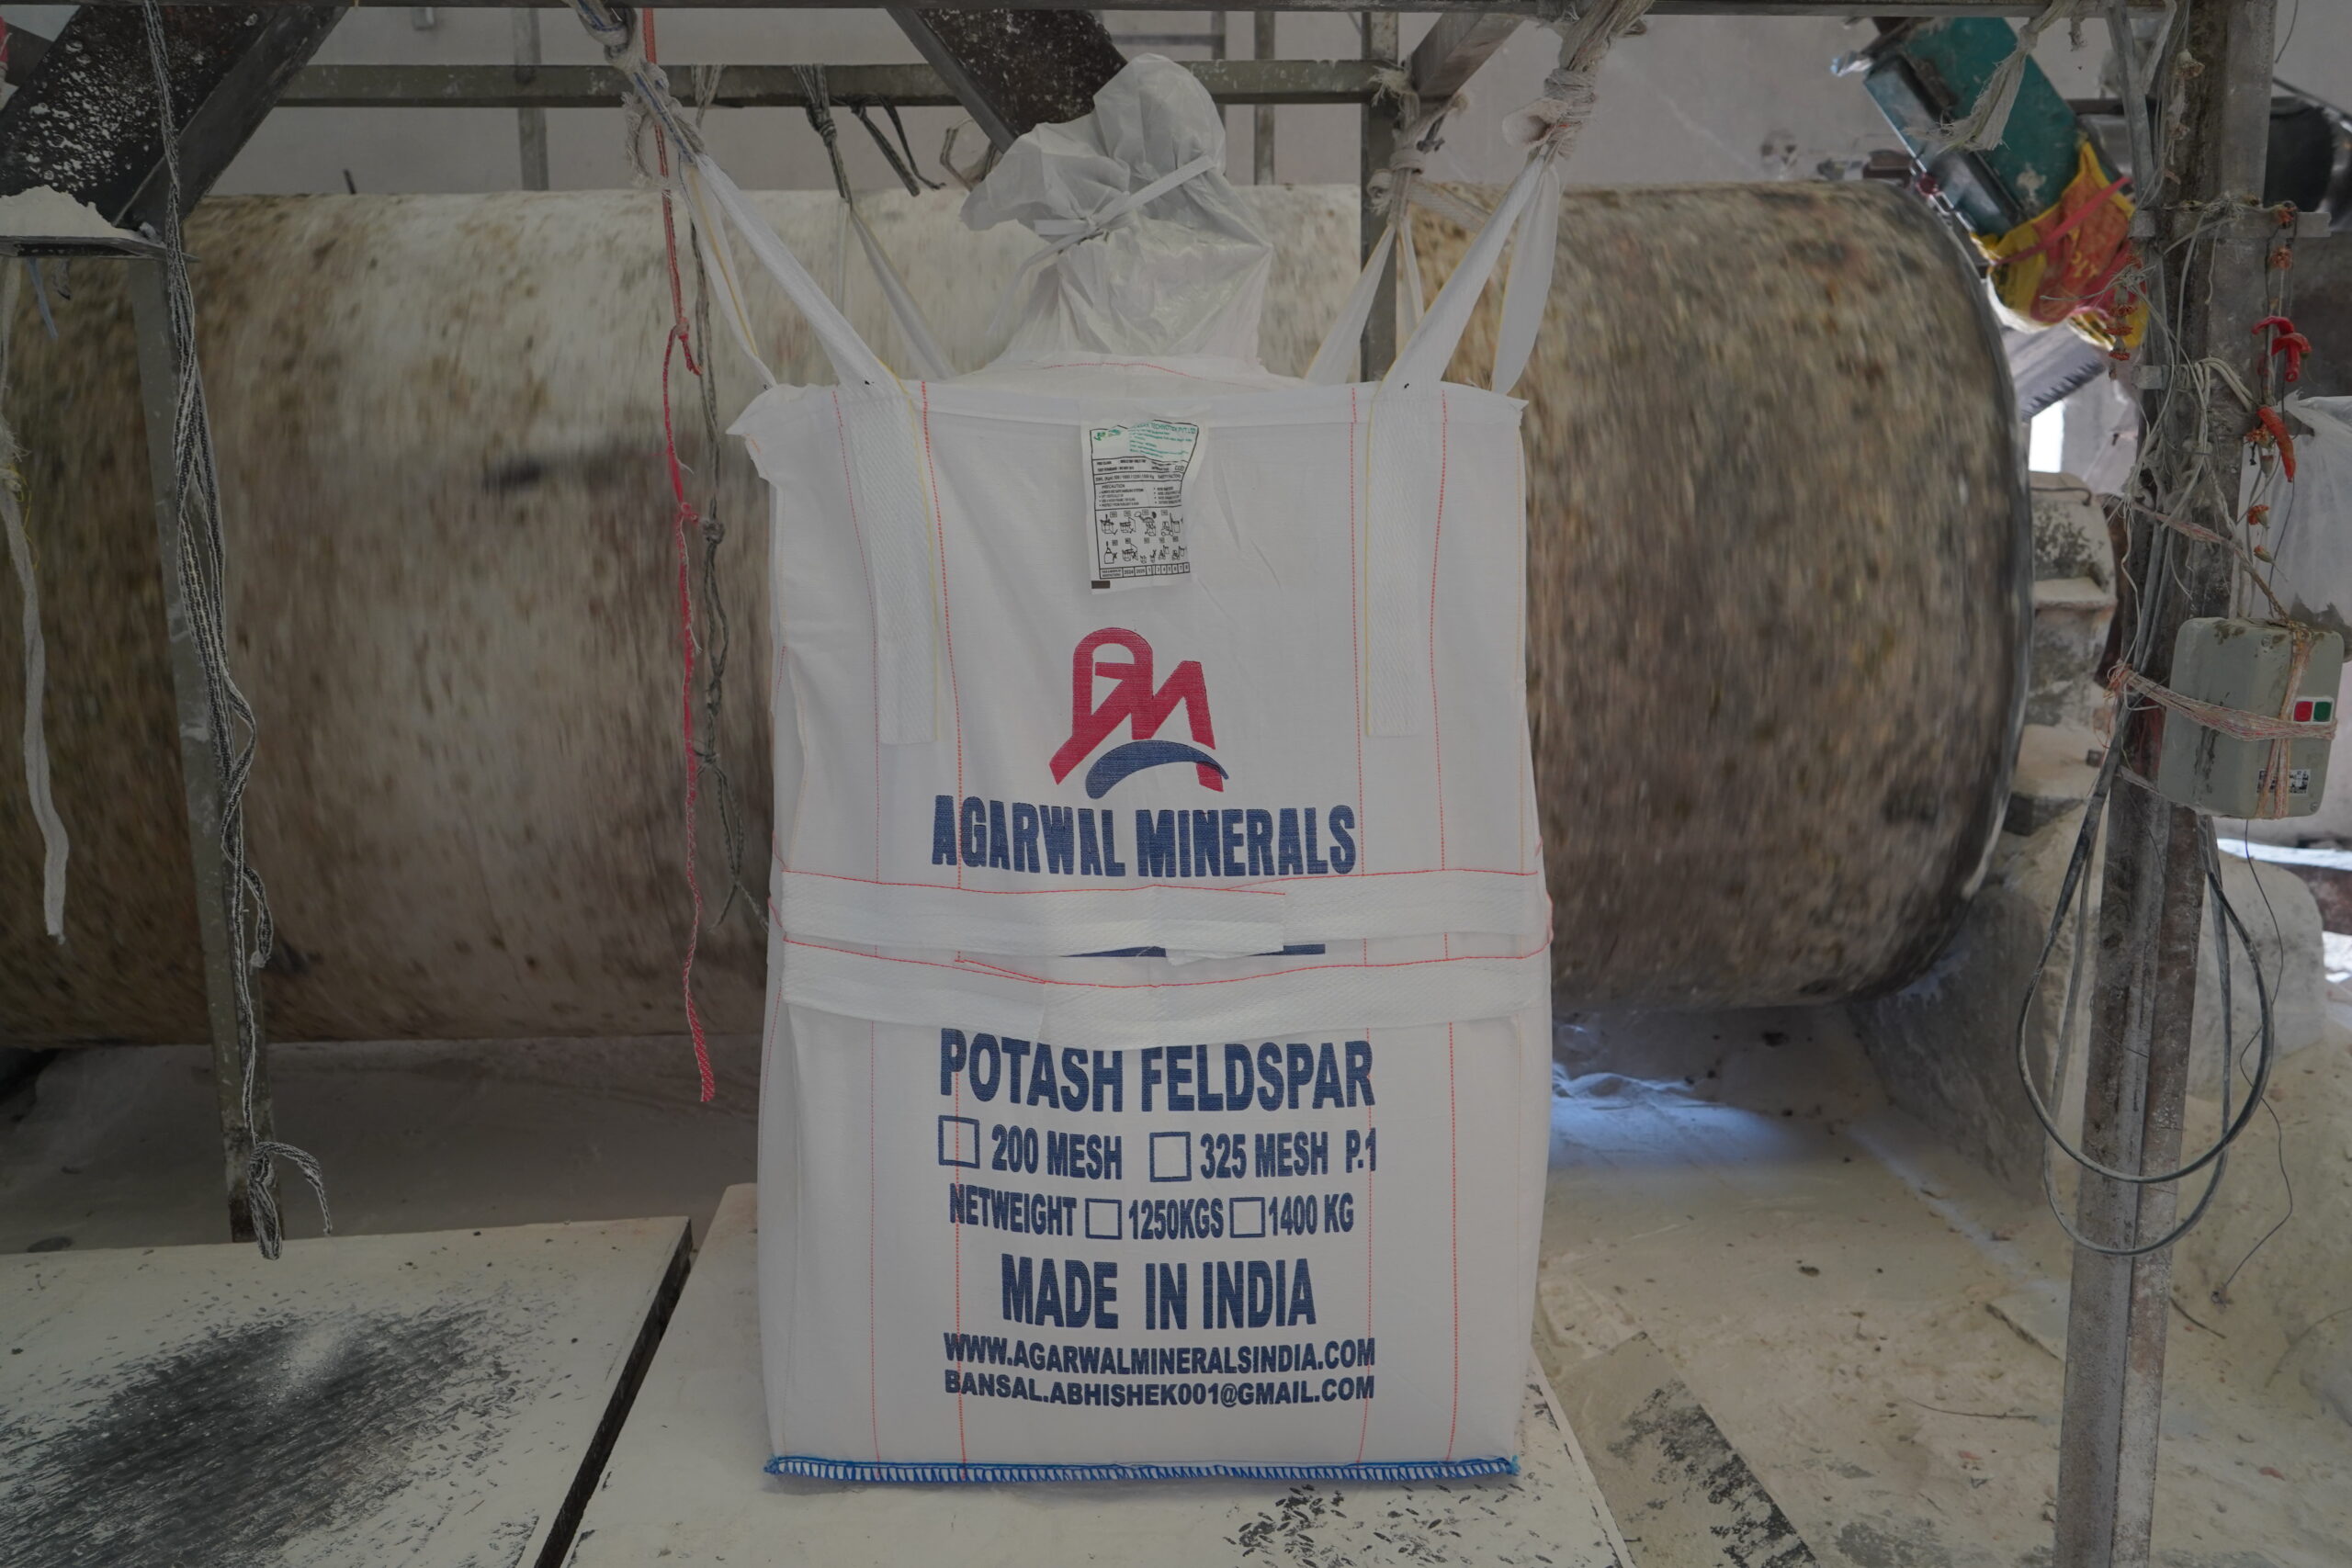 AM
AGARWAL MINERALS
POTASH FELDSPAR
200 MESH 325 MESH P.1
NETWEIGHT 1250KGS 1400 KG
MADE IN INDIA
WWW.AGARWALMINERALSINDIA.COM
BANSAL.ABHISHEK001@GMAIL.COM